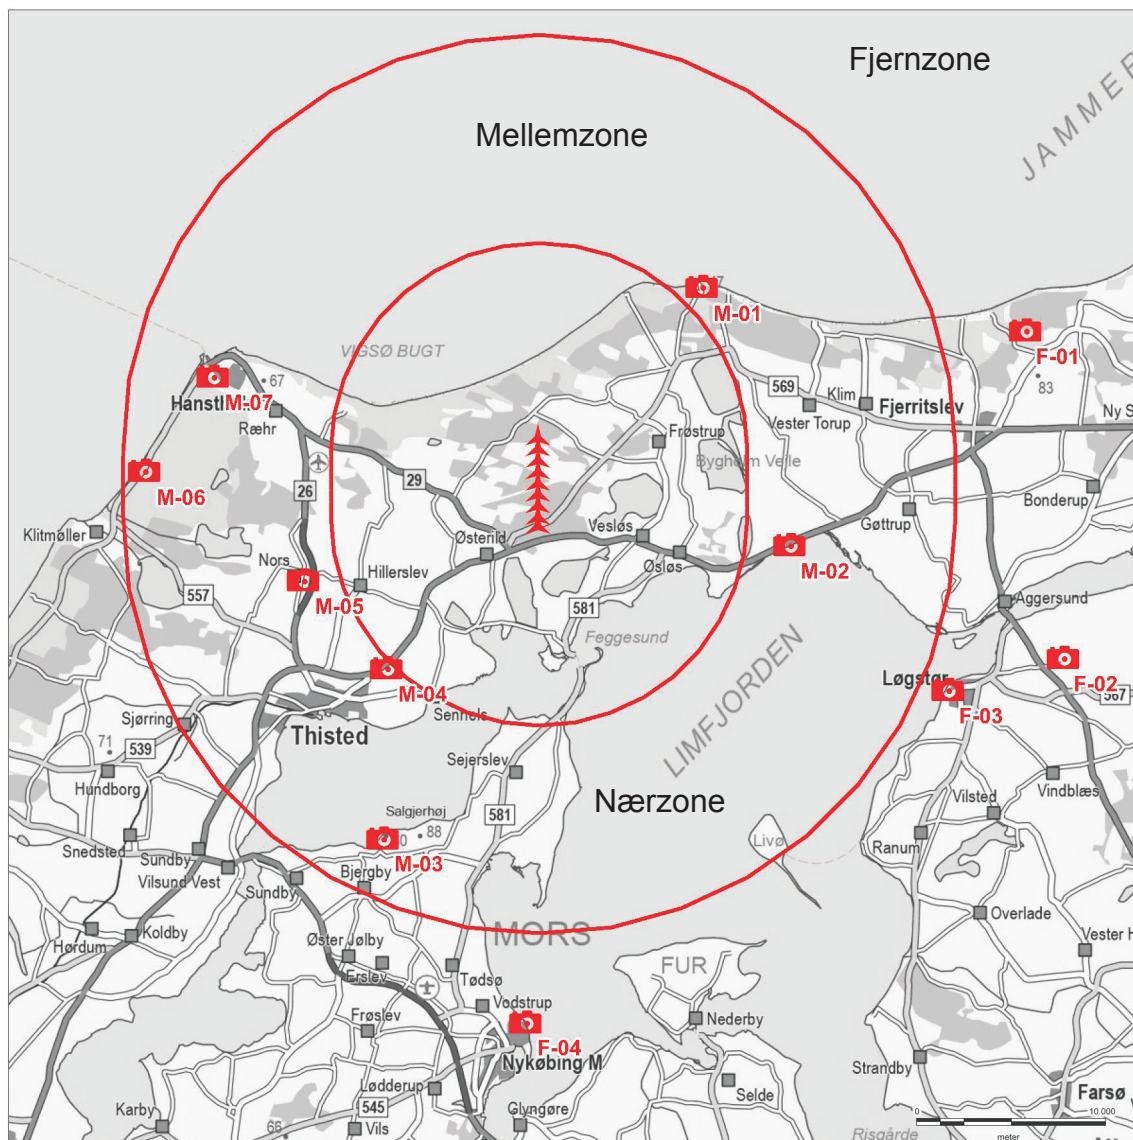 Fjernzone
JAMMER
Mellemzone
M-01
F-01
VIGSØ BUGT
67
569
Klim
83
Hanst
M-07
Fjerritslev
Ræhr
Vester Torup
Ny S
Frøstrup
Bygholm Vejle
29
26
M-06
Bonderup
Klitmøller
Vesløs
Gøttrup
Østerild
Øsløs
M-02
Nors
Hillerslev
557
M-05
581
Aggersund
Feggesund
LIMFJORDEN
M-04
Løgstør
F-02
567
F-03
Sennels
Sjørring
Thisted
71
539
Sejerslev
Hundborg
Vindblæs
Nærzone
Vilsted
Salgjerhøj
581
88
M-03
Livø
Ranum
Snedsted
Sundby
Vilsund Vest
Bjergby
Sundby
Overlade
Hørdum
Koldby
MORS
Øster Jølby
Vester H
Erslev
Tødsø
FUR
Vodstrup
Frøslev
Nederby
F-04
Nykøbing M
Strandby
Lødderup
Selde
Farsø
Karby
545
Glyngøre
66
Vils
0
10.000
meter
Risgårde